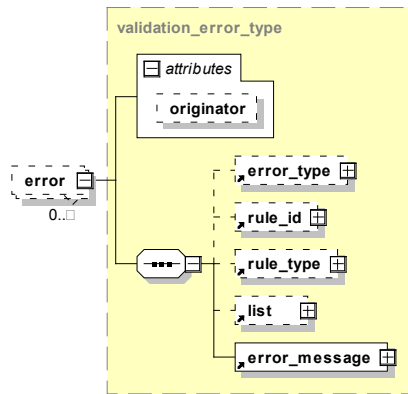 validation_error_type
attributes
originator
error
0..□
error_type
rule_id
rule_type
list
error_message